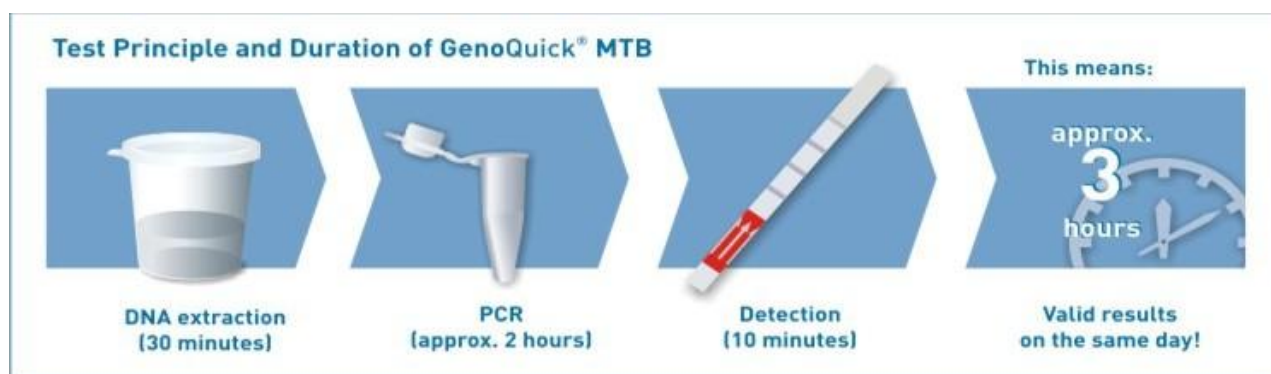 Test Principle and Duration of GenoQuick® MTB
This means:
approx.
3
hours
DNA extraction
(30 minutes)
PCR
(approx. 2 hours)
Detection
(10 minutes)
Valid results
on the same day!